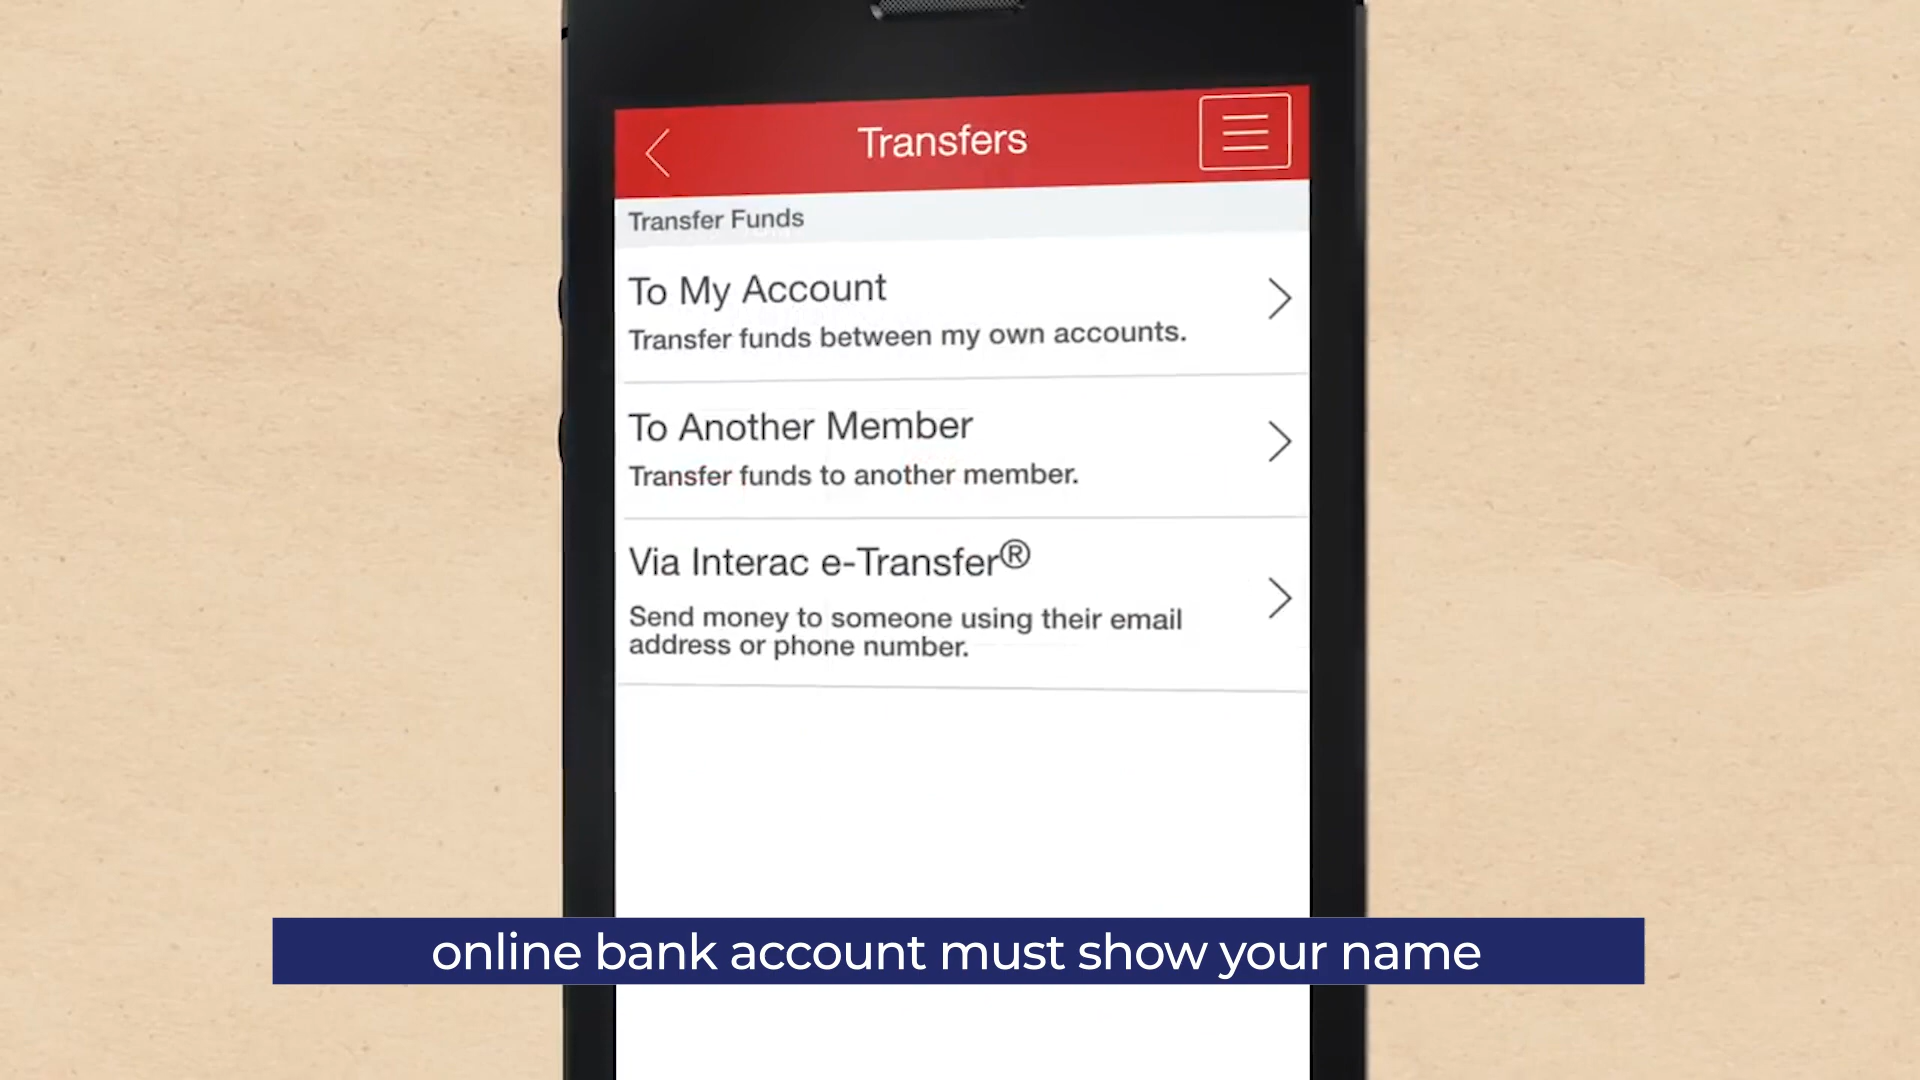 Transfers
Transfer Funds
To My Account
Transfer funds between my own accounts.
To Another Member
Transfer funds to another member.
Via Interac e-Transfer®
Send money to someone using their email
address or phone number.
online bank account must show your name